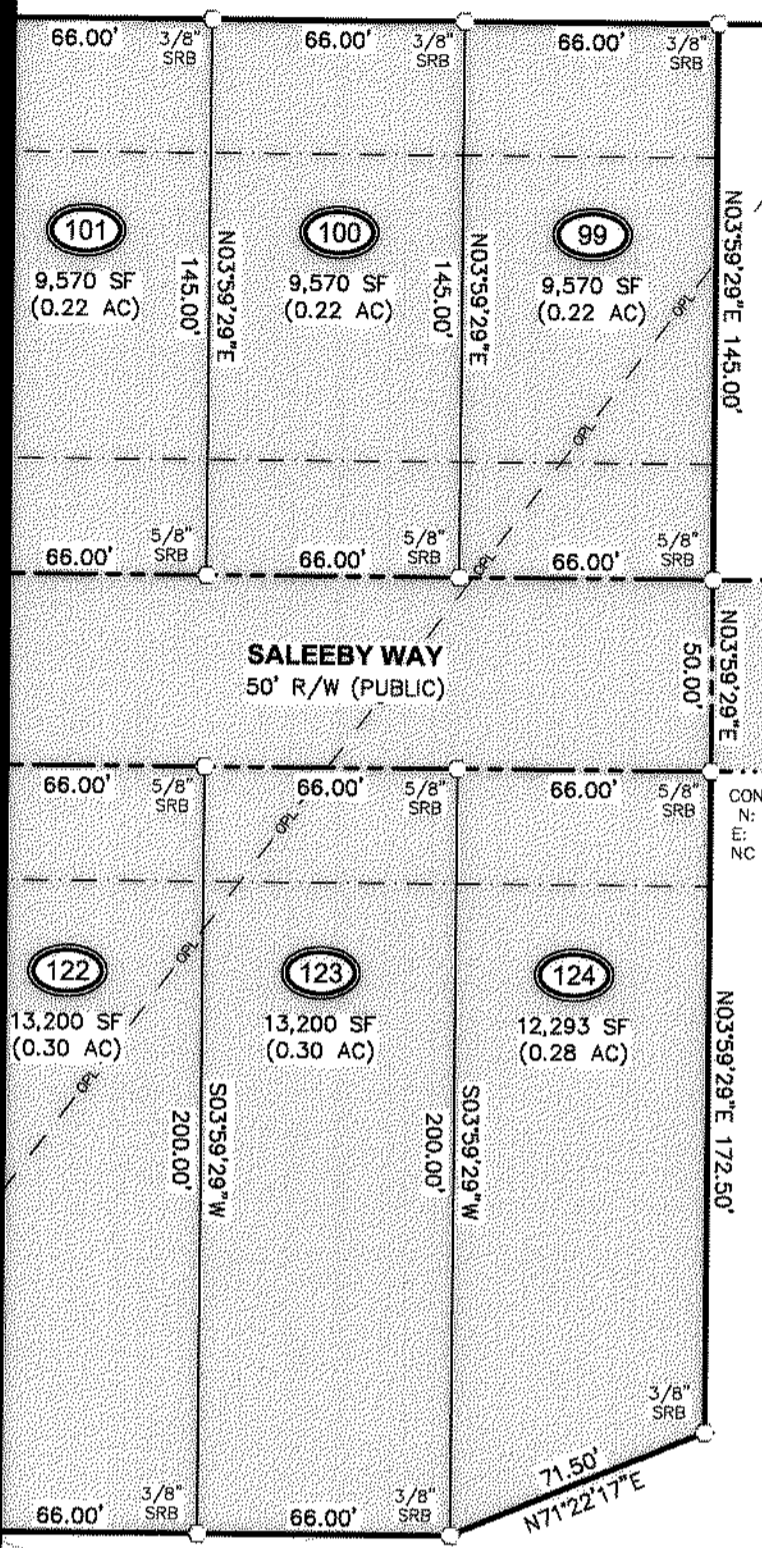 66.00'
3/8"
SRB
66.00'
3/8"
SRB
66.00'
3/8"
SRB
101
9,570 SF
(0.22 AC)
N03°59'29"E
145.00'
100
9,570 SF
(0.22 AC)
N03°59'29"E
145.00'
99
9,570 SF
(0.22 AC)
N03°59'29"E 145.00'
OPL
OPL
OPL
66.00'
5/8"
SRB
66.00'
5/8"
SRB
66.00'
5/8"
SRB
SALEEBY WAY
50' R/W (PUBLIC)
N03°59'29"E
50.00'
66.00'
5/8"
SRB
66.00'
5/8"
SRB
66.00'
5/8"
SRB
CON
N:
E:
NC
OPL
OPL
OPL
122
13,200 SF
(0.30 AC)
S03°59'29"W
200.00'
123
13,200 SF
(0.30 AC)
S03°59'29"W
200.00'
124
12,293 SF
(0.28 AC)
N03°59'29"E 172.50'
3/8"
SRB
66.00'
3/8"
SRB
66.00'
3/8"
SRB
71.50'
N71°22'17"E